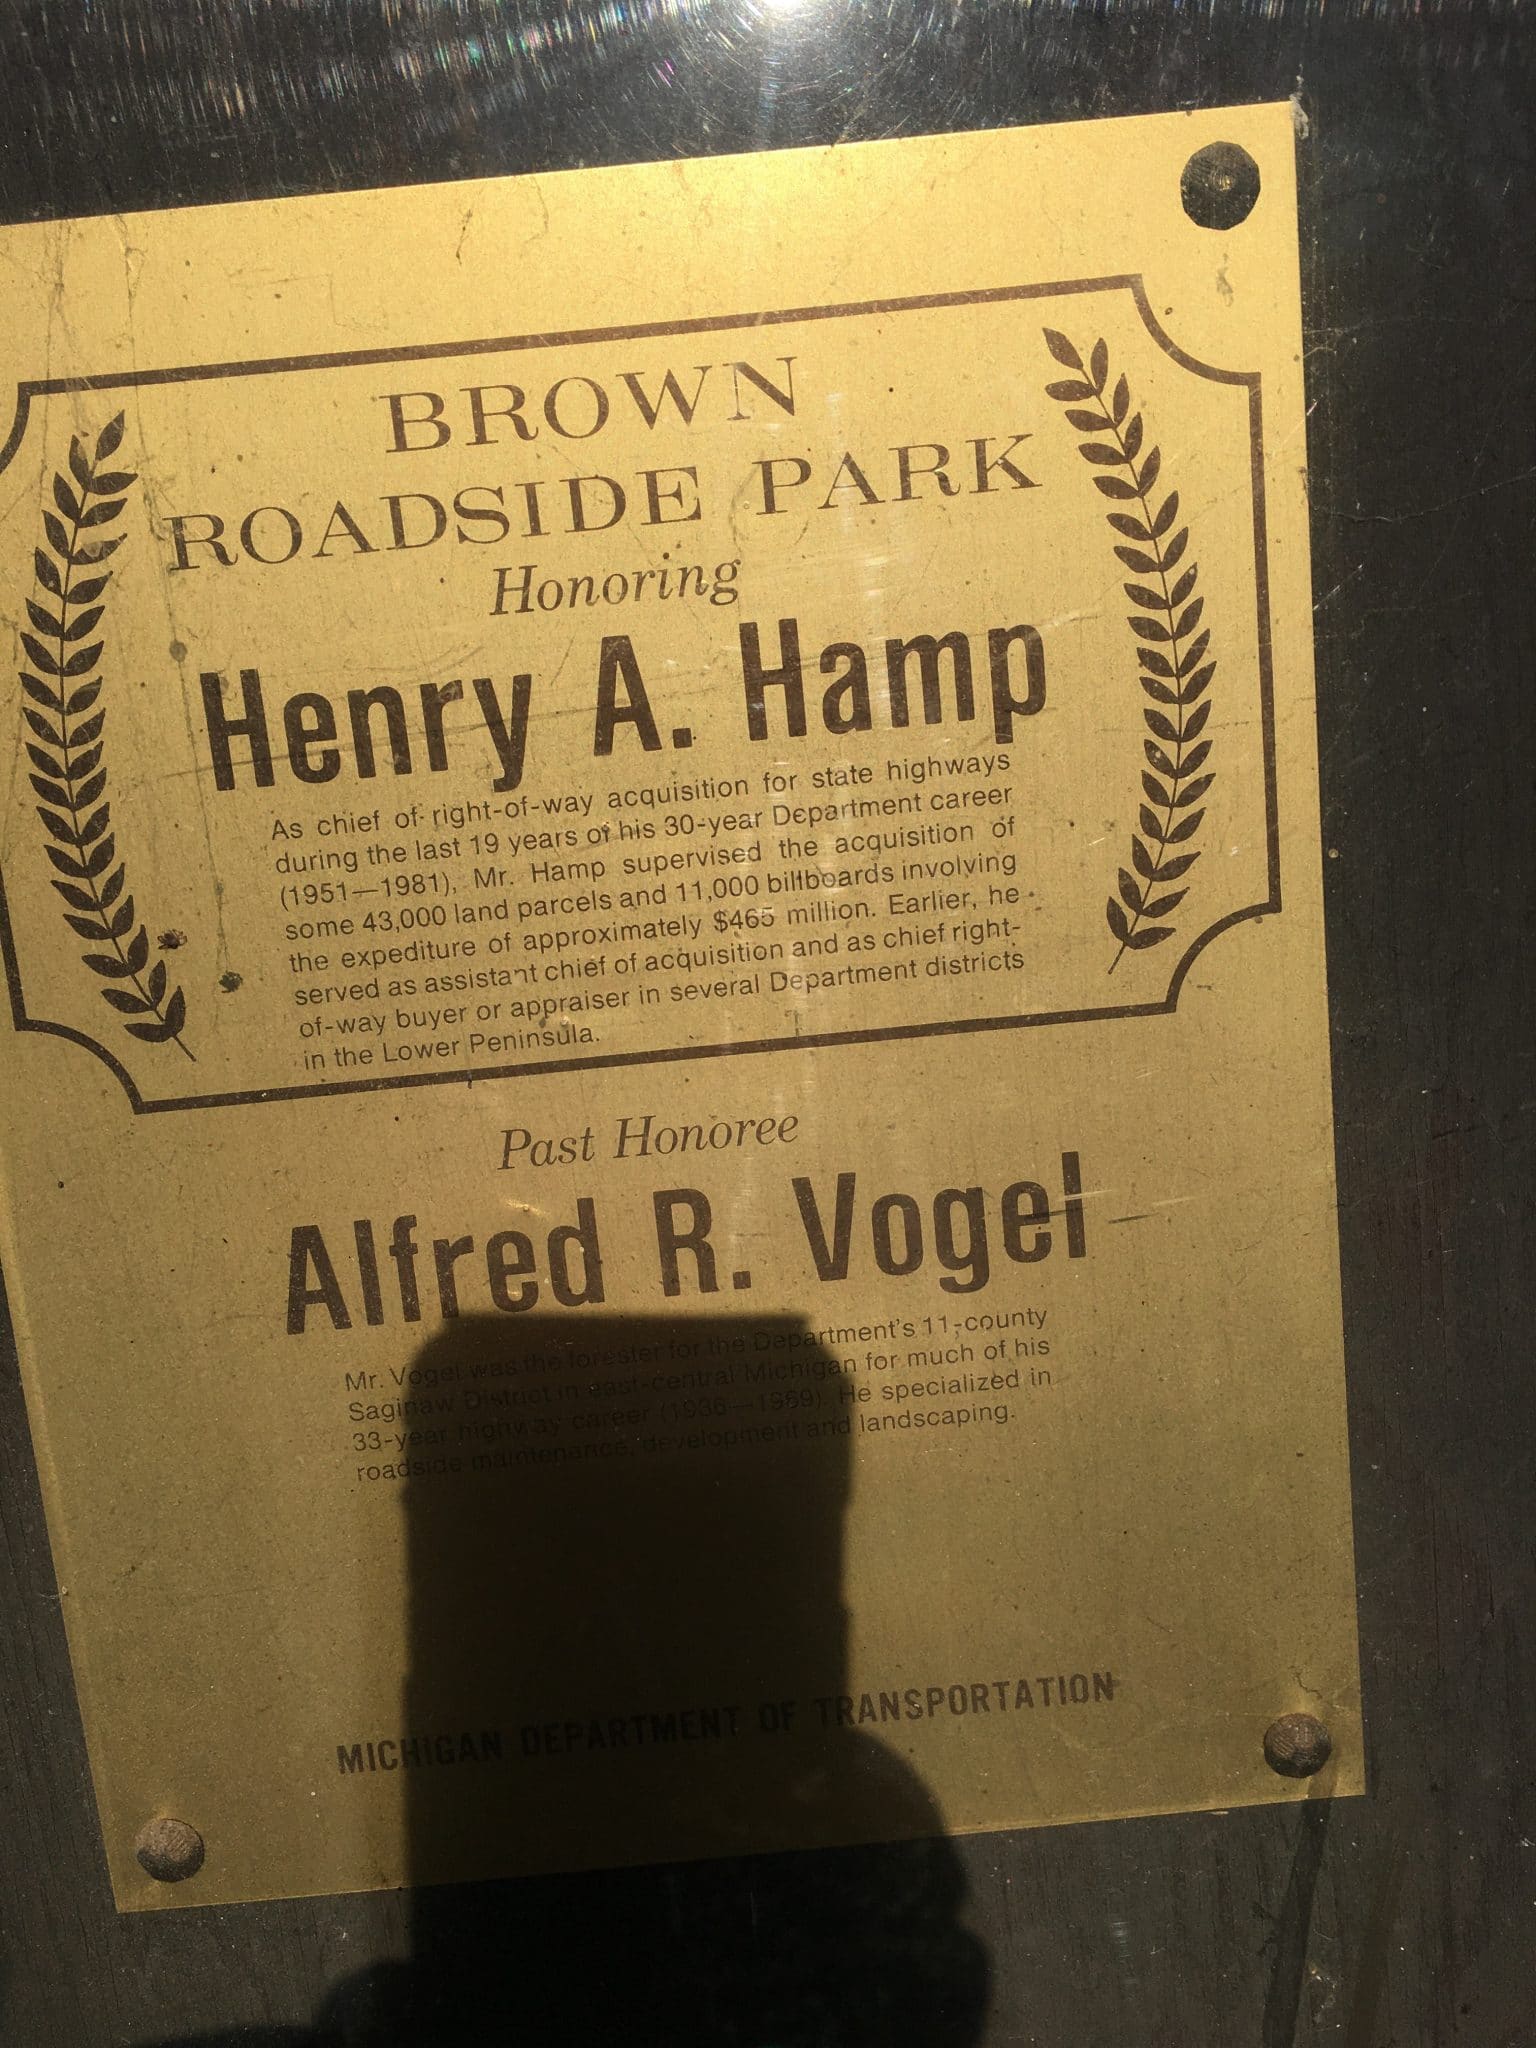 BROWN
ROADSIDE PARK
Honoring
Henry A. Hamp
As chief of right-of-way acquisition for state highways
during the last 19 years of his 30-year Department career
(1951—1981), Mr. Hamp supervised the acquisition of
some 43,000 land parcels and 11,000 billboards involving
the expediture of approximately $465 million. Earlier, he
served as assistant chief of acquisition and as chief right-
of-way buyer or appraiser in several Department districts
in the Lower Peninsula.
Past Honoree
Alfred R. Vogel
Mr. Vogel was the forester for the Department's 11-county
Saginaw District in east-central Michigan for much of his
33-year highway career (1936—1969). He specialized in
roadside maintenance, development and landscaping.
MICHIGAN DEPARTMENT OF TRANSPORTATION